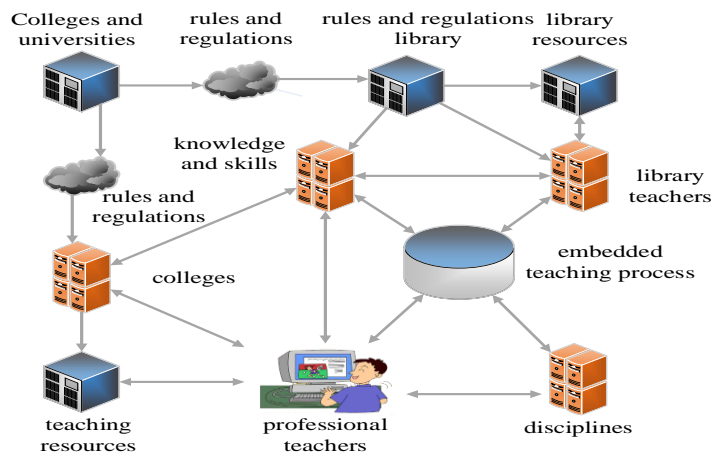 Colleges and
universities
rules and
regulations
rules and regulations
library
library
resources
knowledge
and skills
rules and
regulations
library
teachers
colleges
embedded
teaching process
teaching
resources
professional
teachers
disciplines